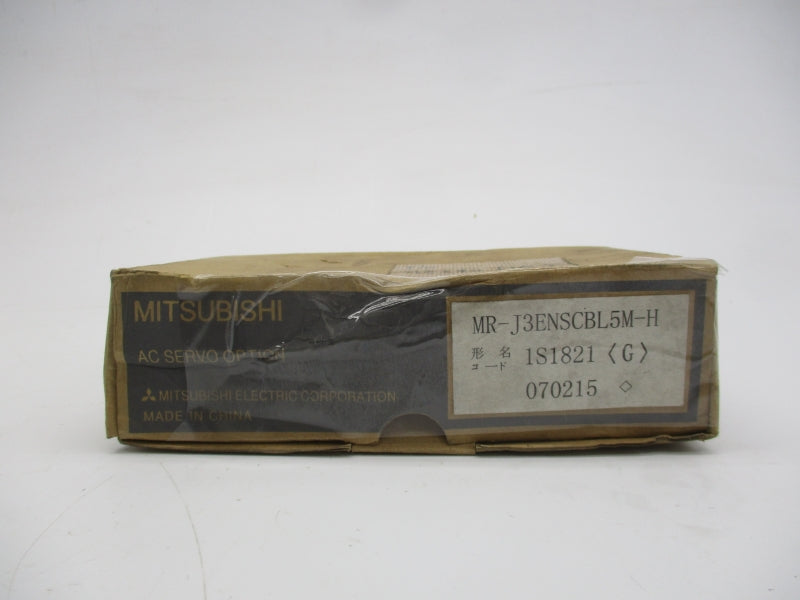 MITSUBISHI
AC SERVO OPTION
MITSUBISHI ELECTRIC CORPORATION
MADE IN CHINA
MR-J3ENSCBL5M-H
形名
コード 1S1821〈G〉
070215 ◇